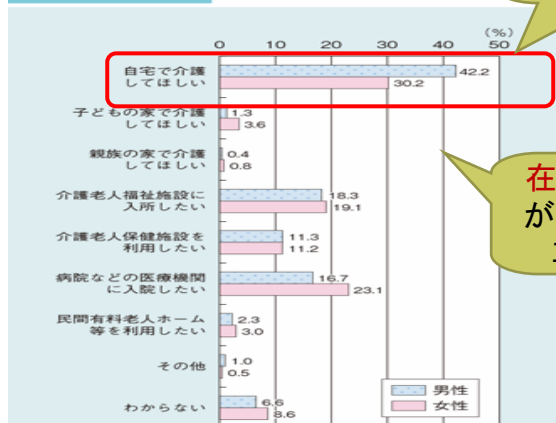 (%)
0 10 20 30 40 50
自宅で介護
してほしい
42.2
30.2
子どもの家で介護
してほしい
1.3
3.6
親族の家で介護
してほしい
0.4
0.8
介護老人福祉施設に
入所したい
18.3
19.1
介護老人保健施設を
利用したい
11.3
11.2
病院などの医療機関
に入院したい
16.7
23.1
民間有料老人ホーム
等を利用したい
2.3
3.0
その他
1.0
0.5
わからない
6.6
8.6
男性
女性
在
が